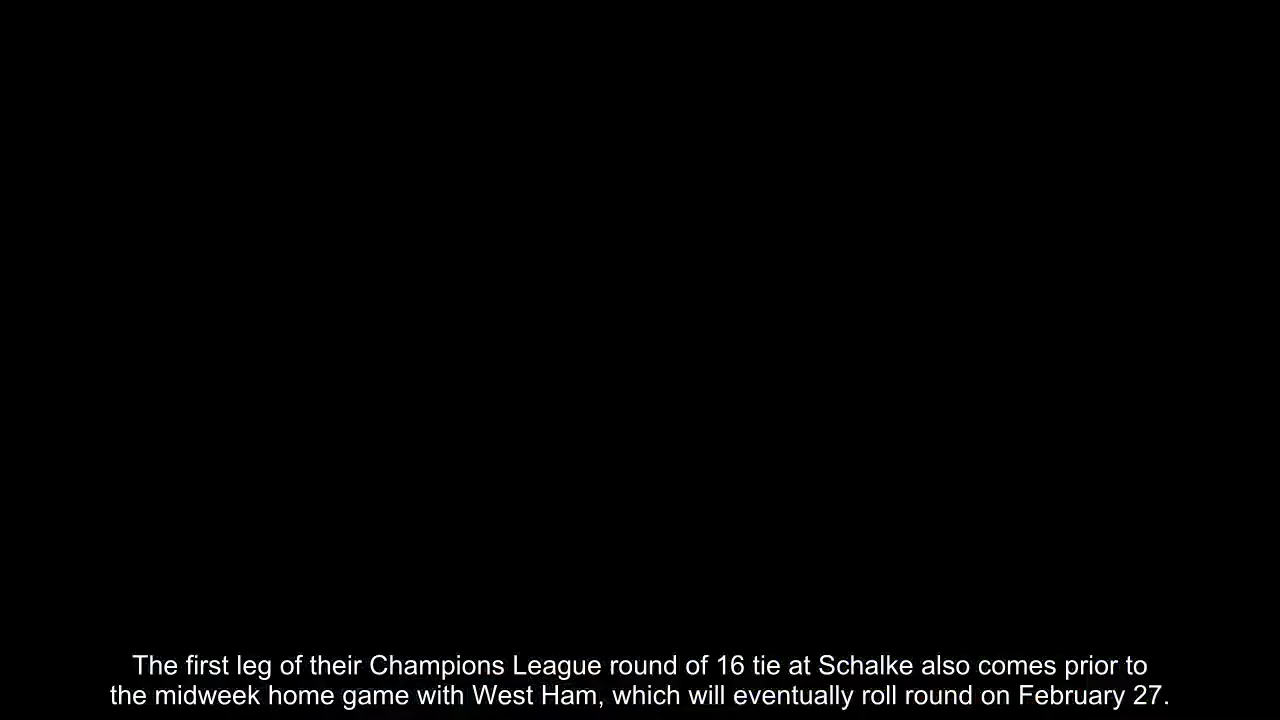 The first leg of their Champions League round of 16 tie at Schalke also comes prior to
the midweek home game with West Ham, which will eventually roll round on February 27.